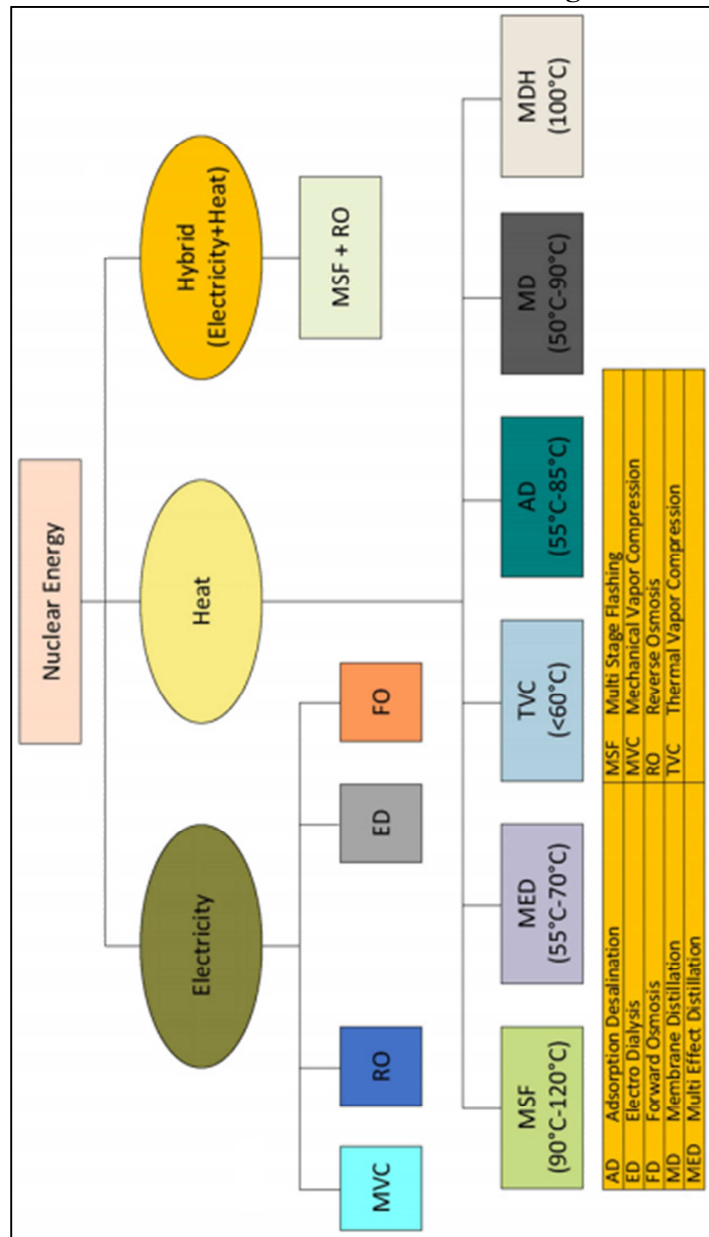 Nuclear Energy
Electricity
Heat
Hybrid
(Electricity+Heat)
MVC
RO
ED
FO
MSF + RO
MSF
(90°C-120°C)
MED
(55°C-70°C)
TVC
(<60°C)
AD
(55°C-85°C)
MD
(50°C-90°C)
MDH
(100°C)
AD Adsorption Desalination MSF Multi Stage Flashing
ED Electro Dialysis MVC Mechanical Vapor Compression
FD Forward Osmosis RO Reverse Osmosis
MD Membrane Distillation TVC Thermal Vapor Compression
MED Multi Effect Distillation